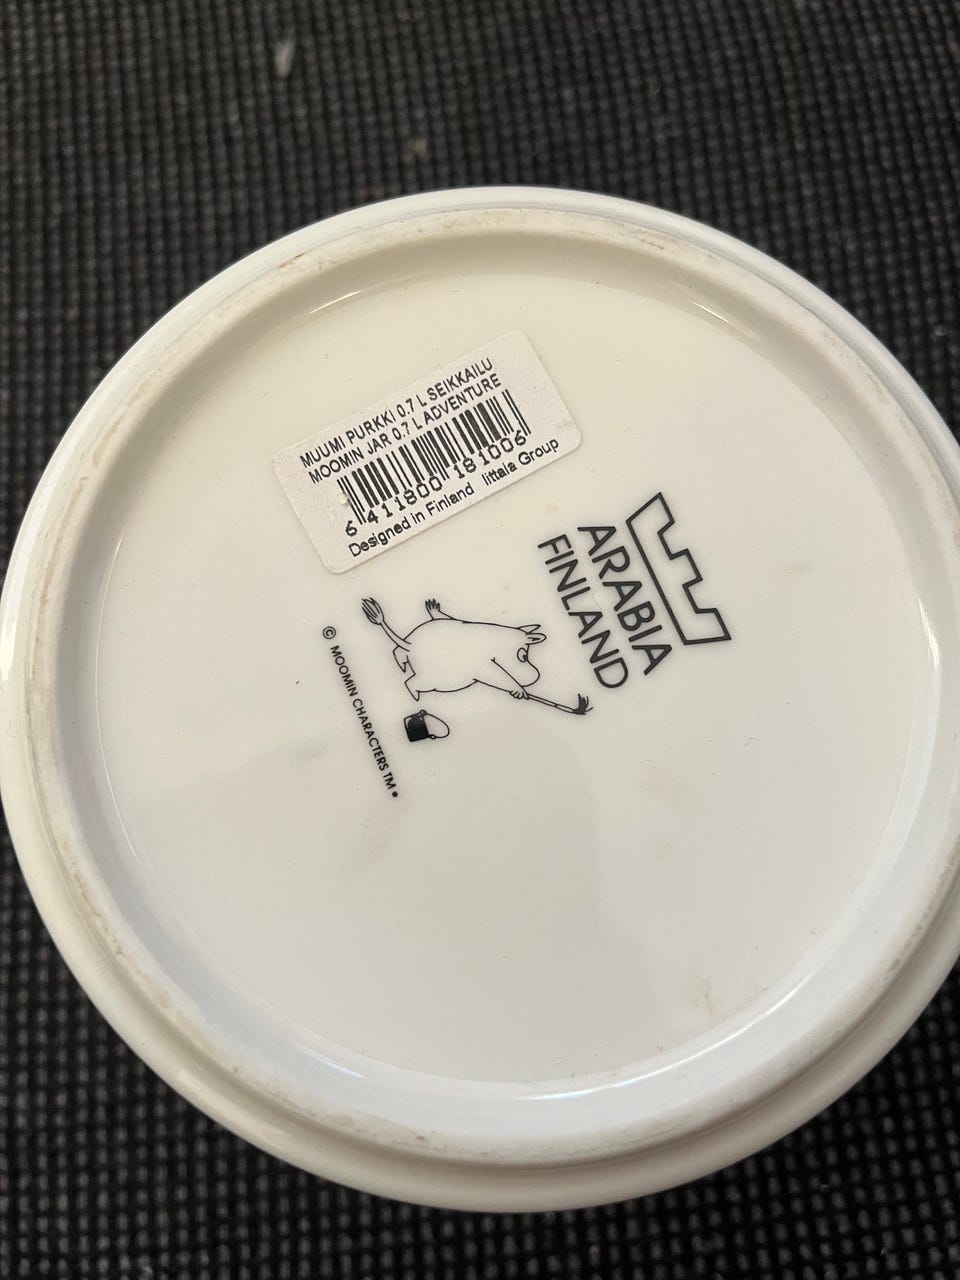 MUUMI PURKKI 0.7 L SEIKKAILU
MOOMIN JAR 0.7 L ADVENTURE
6 411800 181006
Designed in Finland Iittala Group
ARABIA
FINLAND
© MOOMIN CHARACTERS TM •